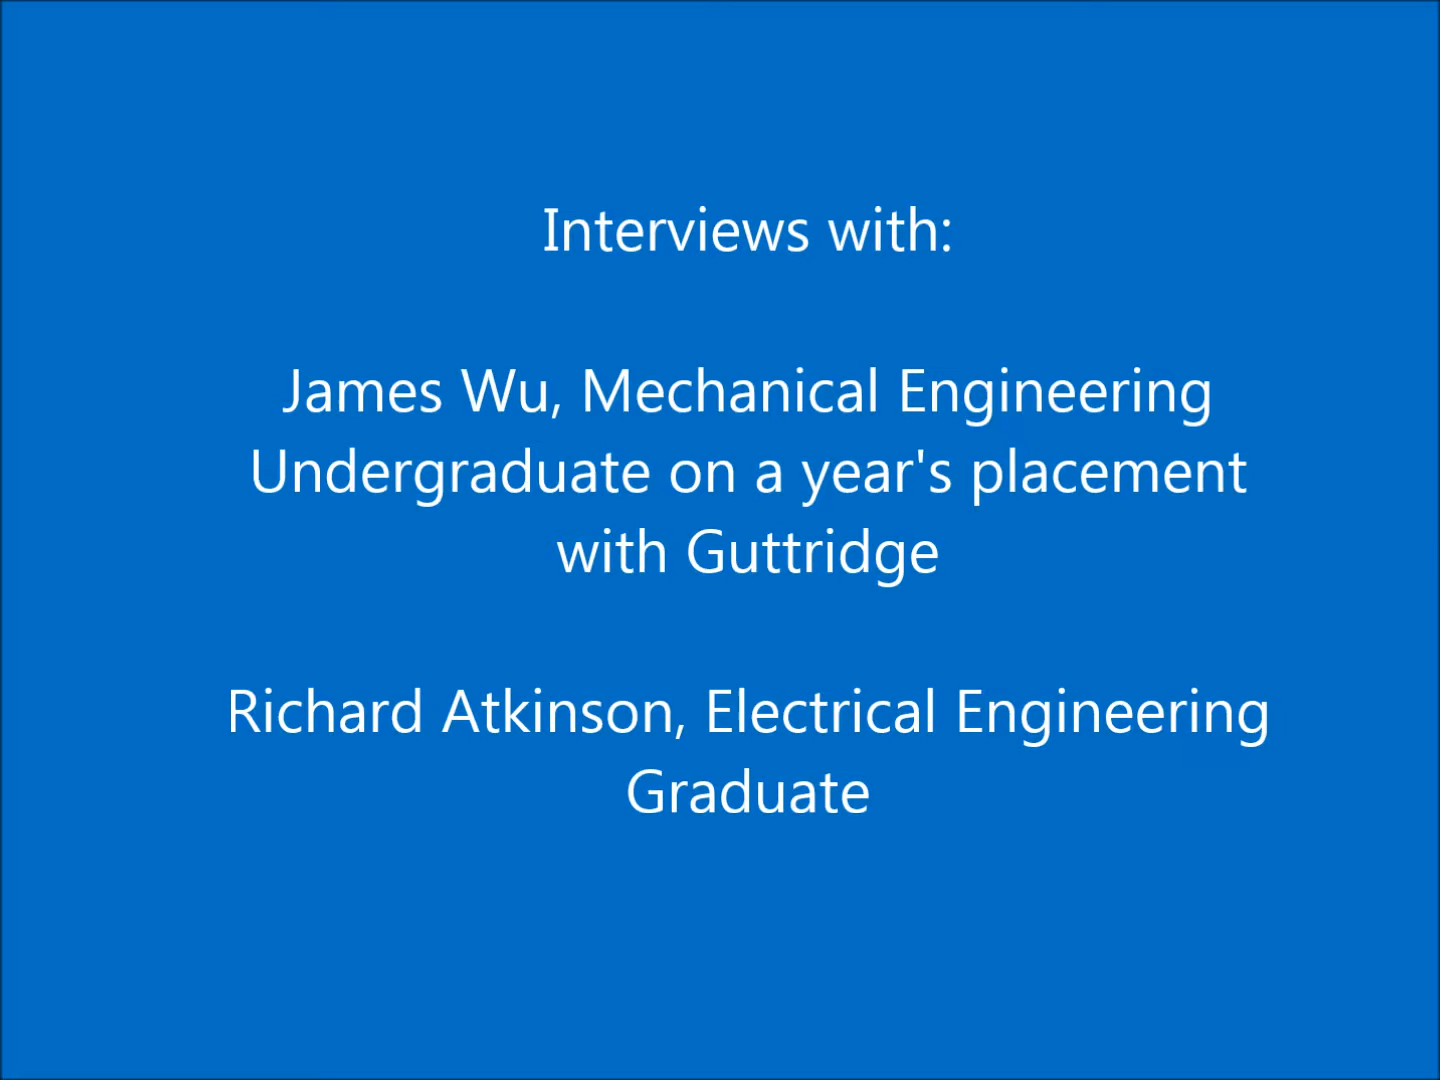 Interviews with:
James Wu, Mechanical Engineering
Undergraduate on a year's placement
with Guttridge
Richard Atkinson, Electrical Engineering
Graduate